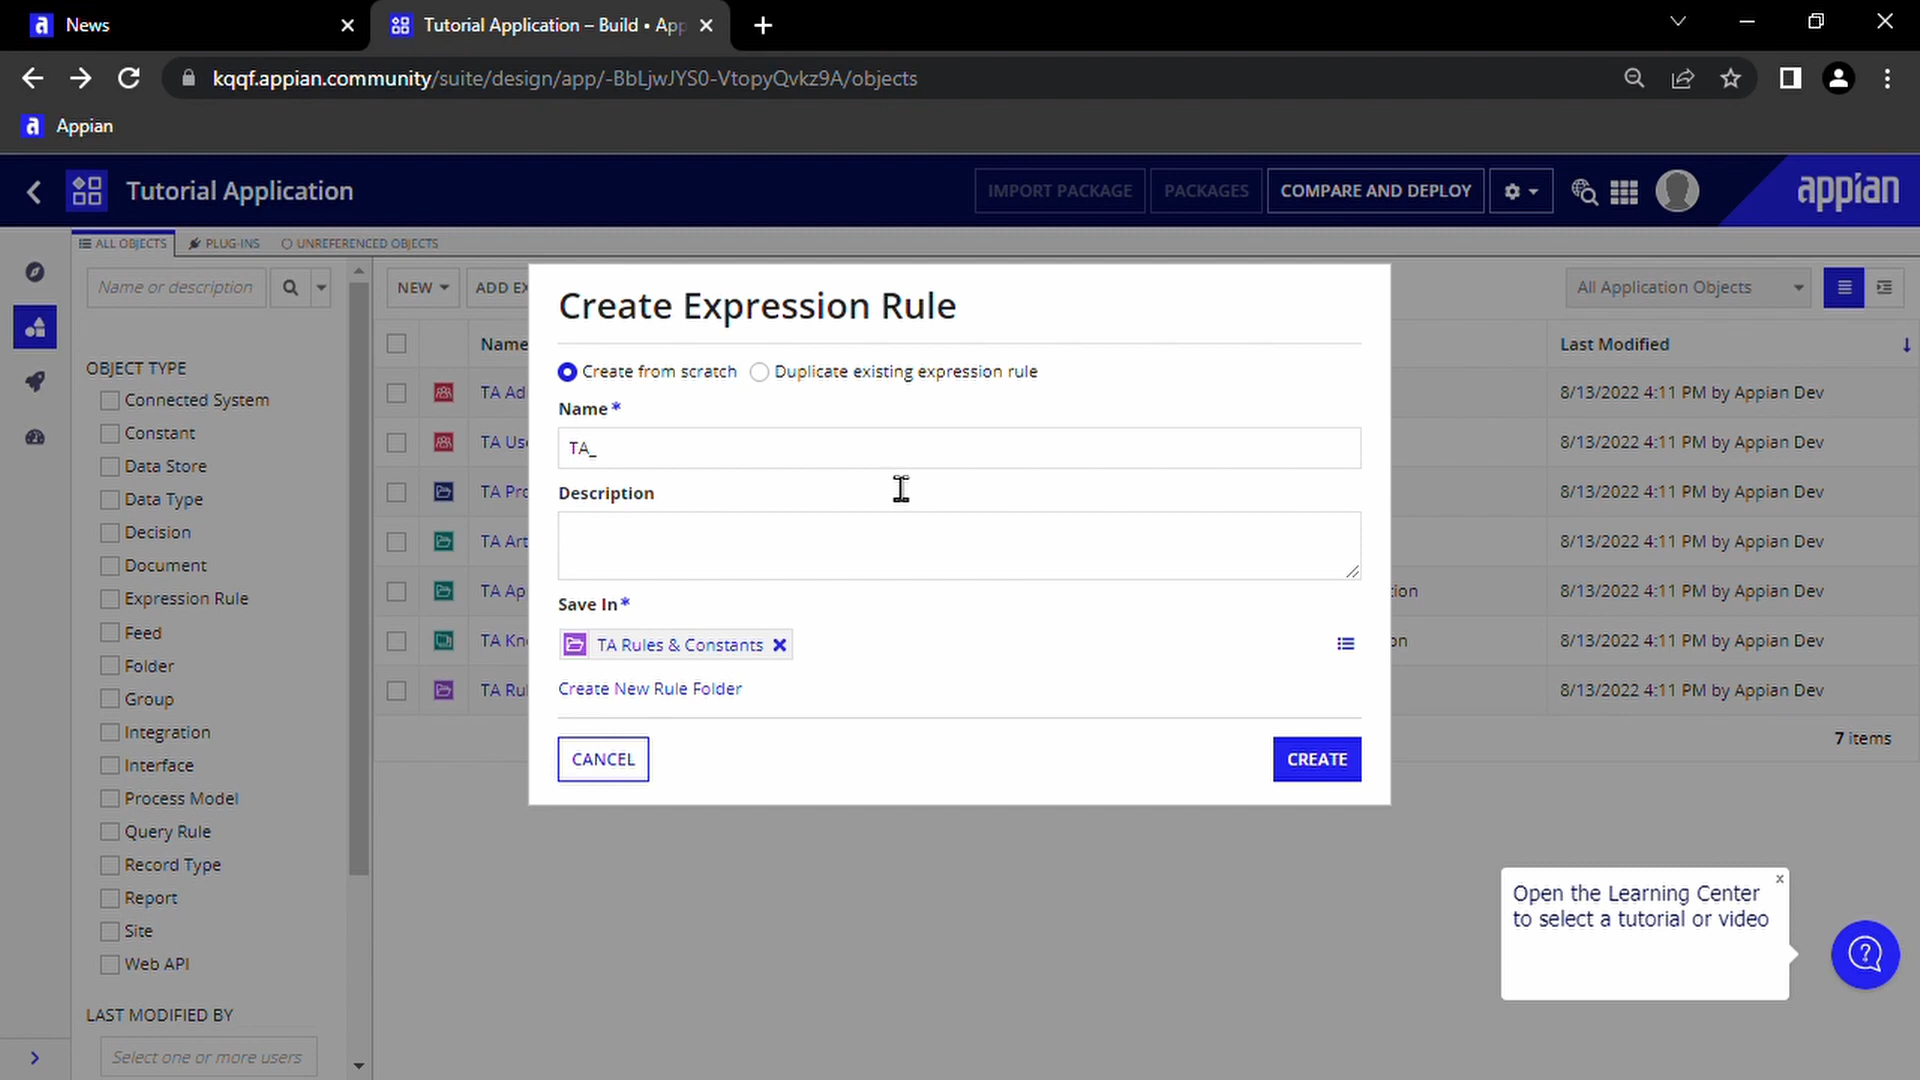 News
Tutorial Application – Build • App
kqqf.appian.community/suite/design/app/-BbLjwJYS0-VtopyQvkz9A/objects
Appian
Tutorial Application
IMPORT PACKAGE
PACKAGES
COMPARE AND DEPLOY
appian
ALL OBJECTS
PLUG-INS
UNREFERENCED OBJECTS
Name or description
NEW
ADD EX
All Application Objects
OBJECT TYPE
Connected System
Constant
Data Store
Data Type
Decision
Document
Expression Rule
Feed
Folder
Group
Integration
Interface
Process Model
Query Rule
Record Type
Report
Site
Web API
LAST MODIFIED BY
Select one or more users
Name
Last Modified
TA Ad
8/13/2022 4:11 PM by Appian Dev
TA Use
8/13/2022 4:11 PM by Appian Dev
TA Pro
8/13/2022 4:11 PM by Appian Dev
TA Art
8/13/2022 4:11 PM by Appian Dev
TA Ap
ion
8/13/2022 4:11 PM by Appian Dev
TA Kn
on
8/13/2022 4:11 PM by Appian Dev
TA Rul
8/13/2022 4:11 PM by Appian Dev
7 items
Create Expression Rule
Create from scratch
Duplicate existing expression rule
Name *
TA_
Description
Save In *
TA Rules & Constants
Create New Rule Folder
CANCEL
CREATE
Open the Learning Center
to select a tutorial or video